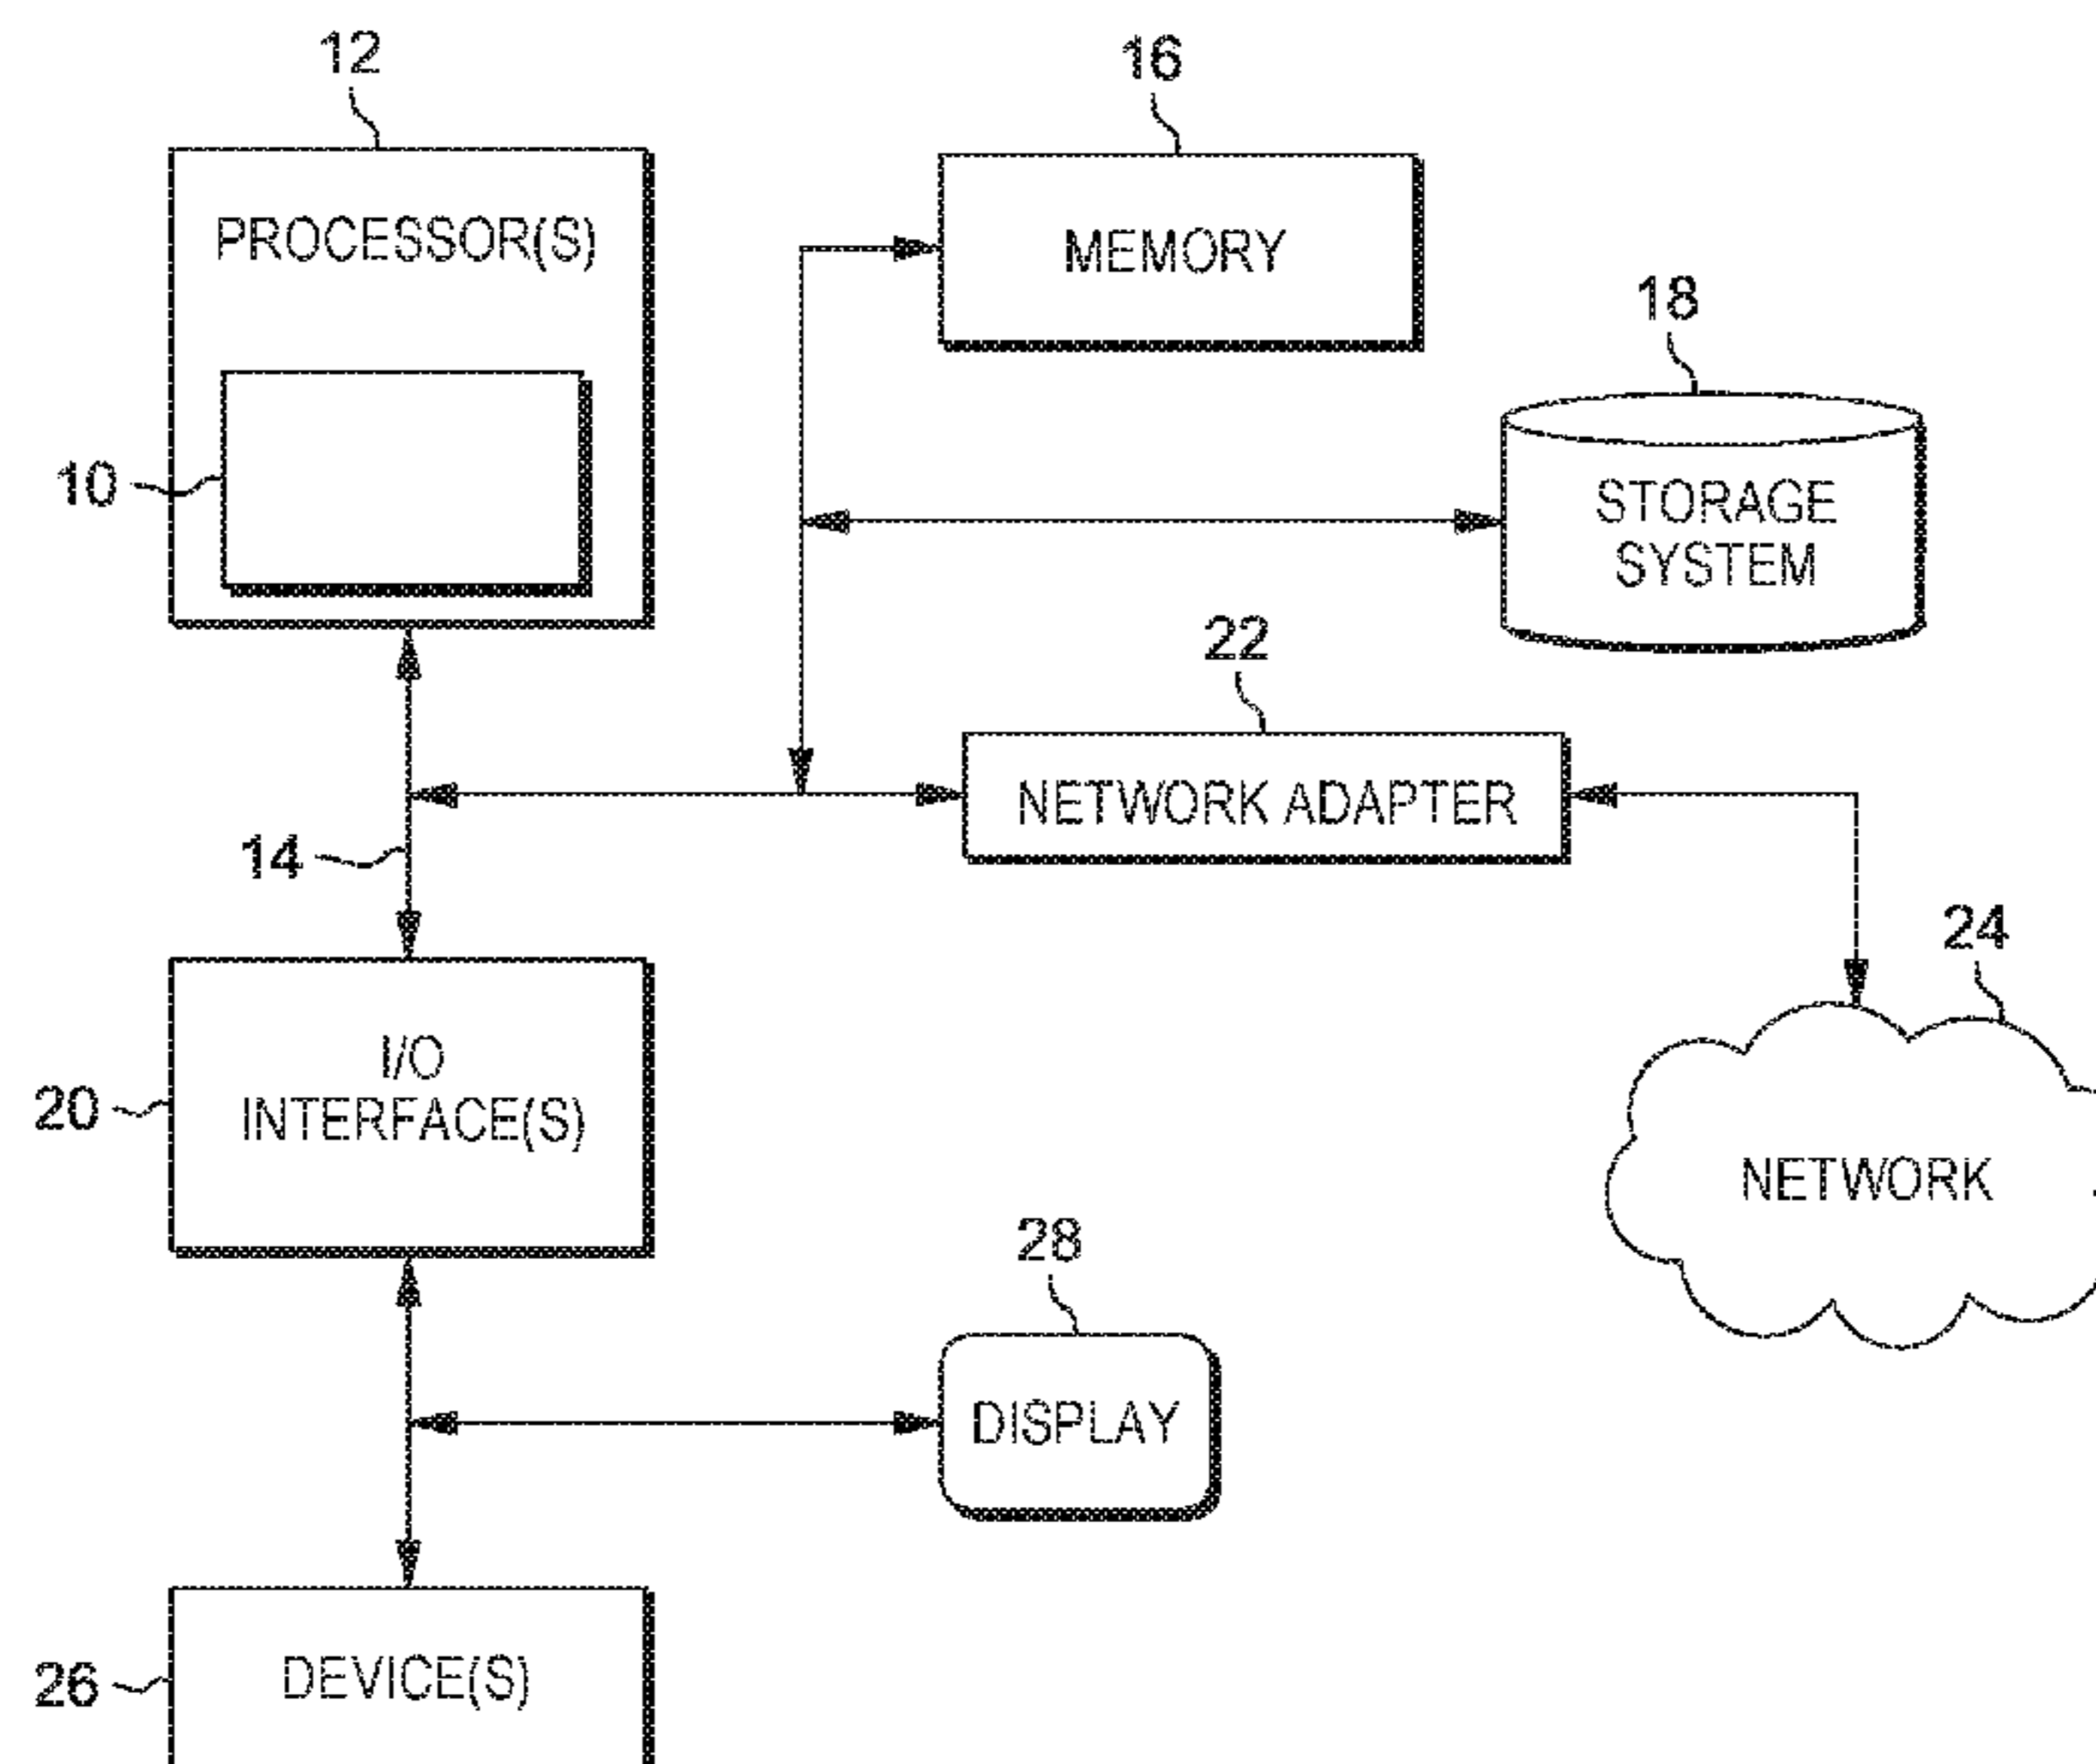 12
16
PROCESSOR(S)
MEMORY
18
10
STORAGE
SYSTEM
22
NETWORK ADAPTER
14
24
I/O
INTERFACE(S)
20
NETWORK
28
DISPLAY
26
DEVICE(S)